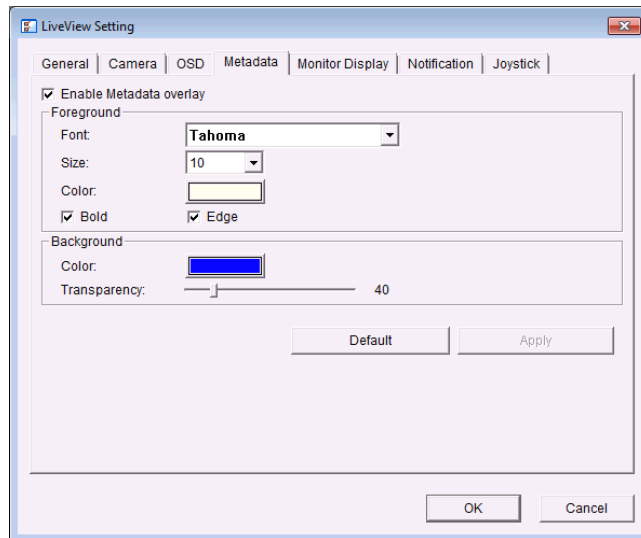 LiveView Setting
General Camera OSD Metadata Monitor Display Notification Joystick
Enable Metadata overlay
Foreground
Font: Tahoma
Size: 10
Color:
Bold Edge
Background
Color:
Transparency: 40
Default Apply
OK Cancel